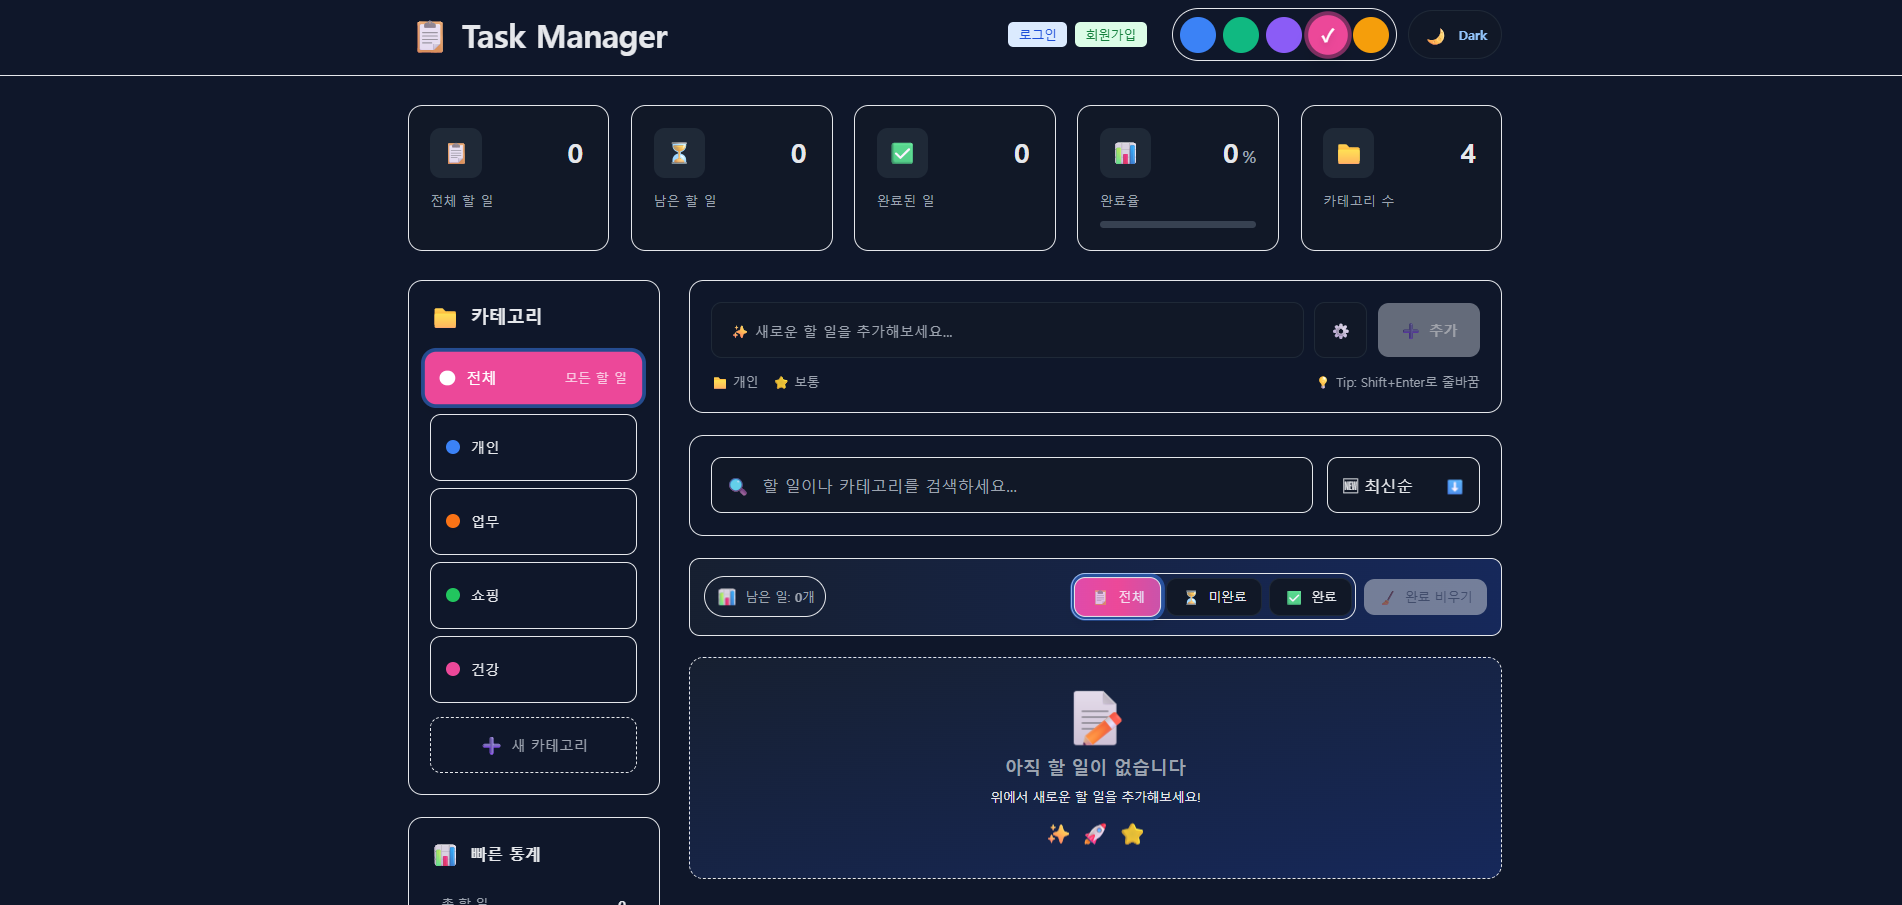 Task Manager
로그인
회원가입
Dark
0
전체 할 일
0
남은 할 일
0
완료된 일
0 %
완료율
4
카테고리 수
카테고리
전체
모든 할 일
개인
업무
쇼핑
건강
새 카테고리
빠른 통계
총 할 일
0
새로운 할 일을 추가해보세요...
추가
개인
보통
Tip: Shift+Enter로 줄바꿈
할 일이나 카테고리를 검색하세요...
NEW 최신순
남은 일: 0개
전체
미완료
완료
완료 비우기
아직 할 일이 없습니다
위에서 새로운 할 일을 추가해보세요!